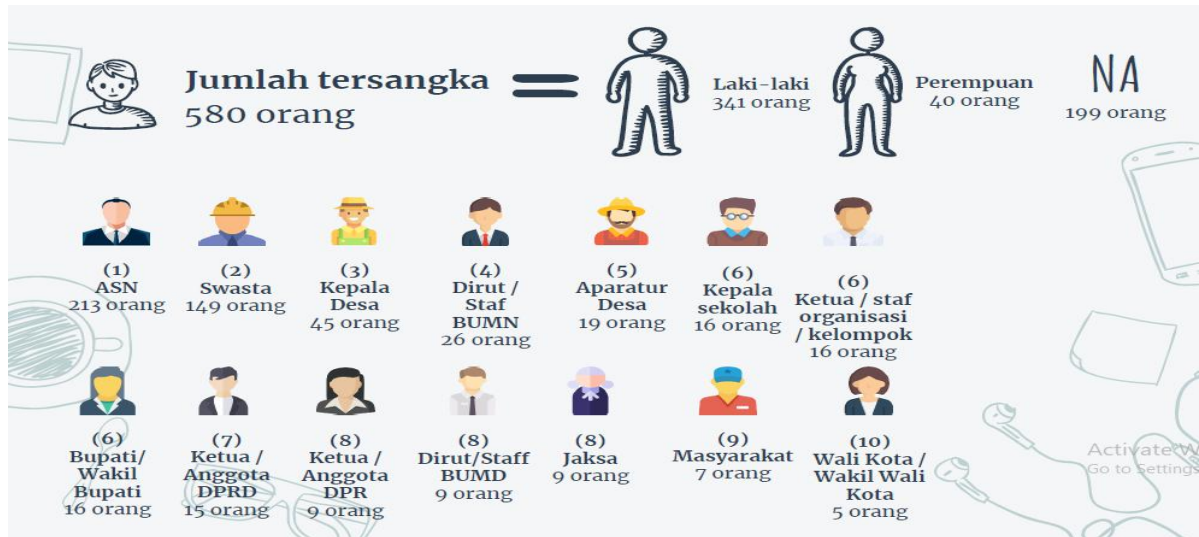 Jumlah tersangka
580 orang
Laki-laki
341 orang
Perempuan
40 orang
NA
199 orang
(1)
ASN
213 orang
(2)
Swasta
149 orang
(3)
Kepala
Desa
45 orang
(4)
Dirut /
Staf
BUMN
26 orang
(5)
Aparatur
Desa
19 orang
(6)
Kepala
sekolah
16 orang
(6)
Ketua / staf
organisasi
/ kelompok
16 orang
(6)
Bupati/
Wakil
Bupati
16 orang
(7)
Ketua /
Anggota
DPRD
15 orang
(8)
Ketua /
Anggota
DPR
9 orang
(8)
Dirut/Staff
BUMD
9 orang
(8)
Jaksa
9 orang
(9)
Masyarakat
7 orang
(10)
Wali Kota /
Wakil Wali
Kota
5 orang
Activate W
Go to Settings